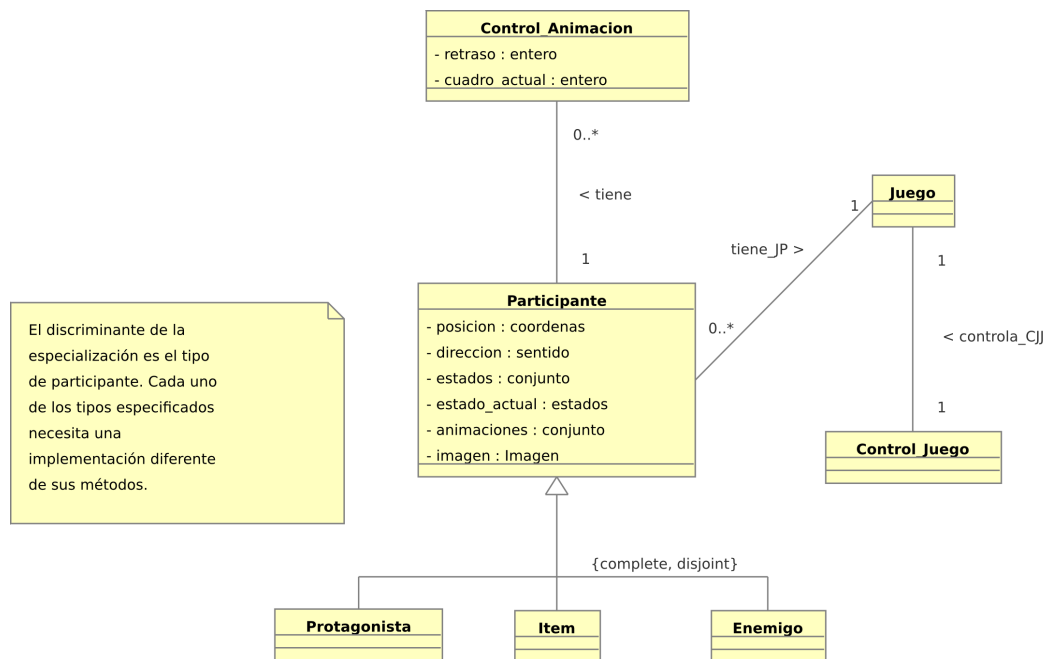 Control_Animacion
- retraso : entero
- cuadro_actual : entero
0..*
< tiene
1
Juego
1
tiene_JP >
0..*
1
< controla_CJJ
1
Control_Juego
Participante
- posicion : coordenas
- direccion : sentido
- estados : conjunto
- estado_actual : estados
- animaciones : conjunto
- imagen : Imagen
El discriminante de la
especialización es el tipo
de participante. Cada uno
de los tipos especificados
necesita una
implementación diferente
de sus métodos.
{complete, disjoint}
Protagonista
Item
Enemigo